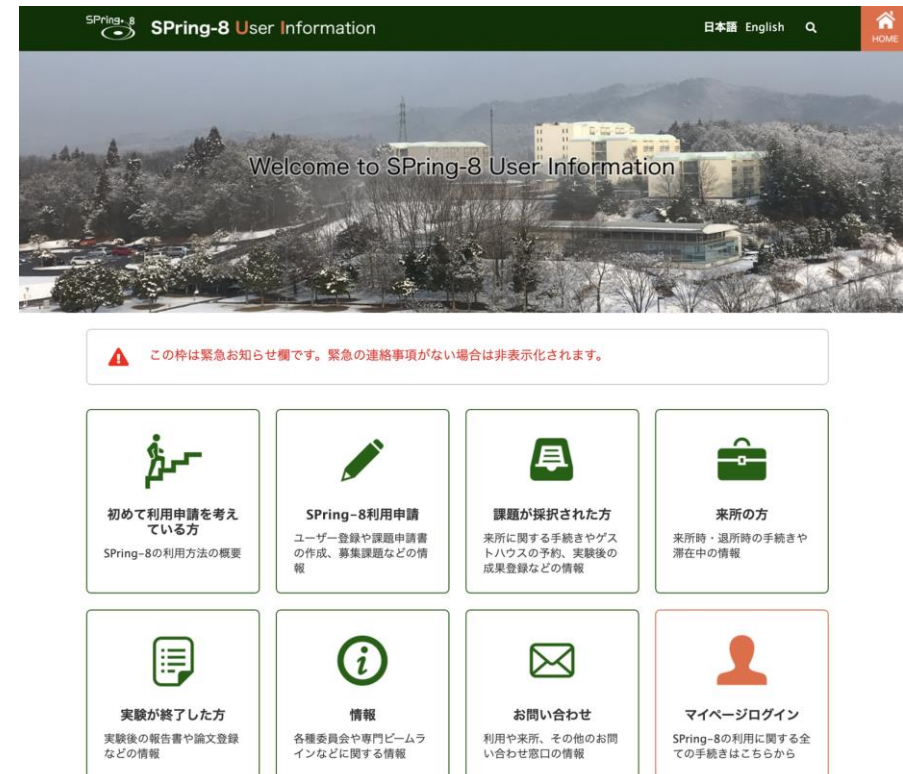 SPring-8
SPring-8 User Information
日本語 English
HOME
Welcome to SPring-8 User Information
この枠は緊急お知らせ欄です。緊急の連絡事項がない場合は非表示化されます。
初めて利用申請を考え
ている方
SPring-8の利用方法の概要
SPring-8利用申請
ユーザー登録や課題申請書
の作成、募集課題などの情
報
課題が採択された方
来所に関する手続きやゲス
トハウスの予約、実験後の
成果登録などの情報
来所の方
来所時・退所時の手続きや
滞在中の情報
実験が終了した方
実験後の報告書や論文登録
などの情報
情報
各種委員会や専門ビームラ
インなどに関する情報
お問い合わせ
利用や来所、その他のお問
い合わせ窓口の情報
マイページログイン
SPring-8の利用に関する全
ての手続きはこちらから